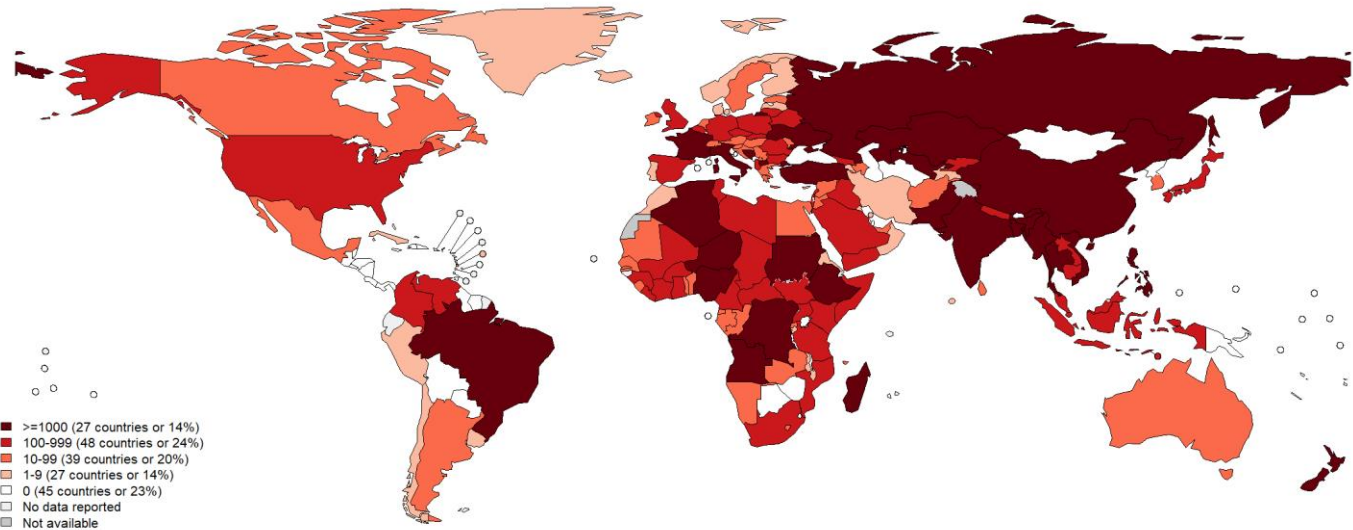 >=1000 (27 countries or 14%)
100-999 (48 countries or 24%)
10-99 (39 countries or 20%)
1-9 (27 countries or 14%)
0 (45 countries or 23%)
No data reported
Not available